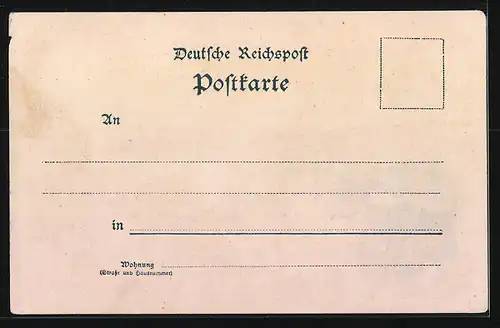 Deutsche Reichspost
Postkarte
An
in
Wohnung
(Straße und Hausnummer)